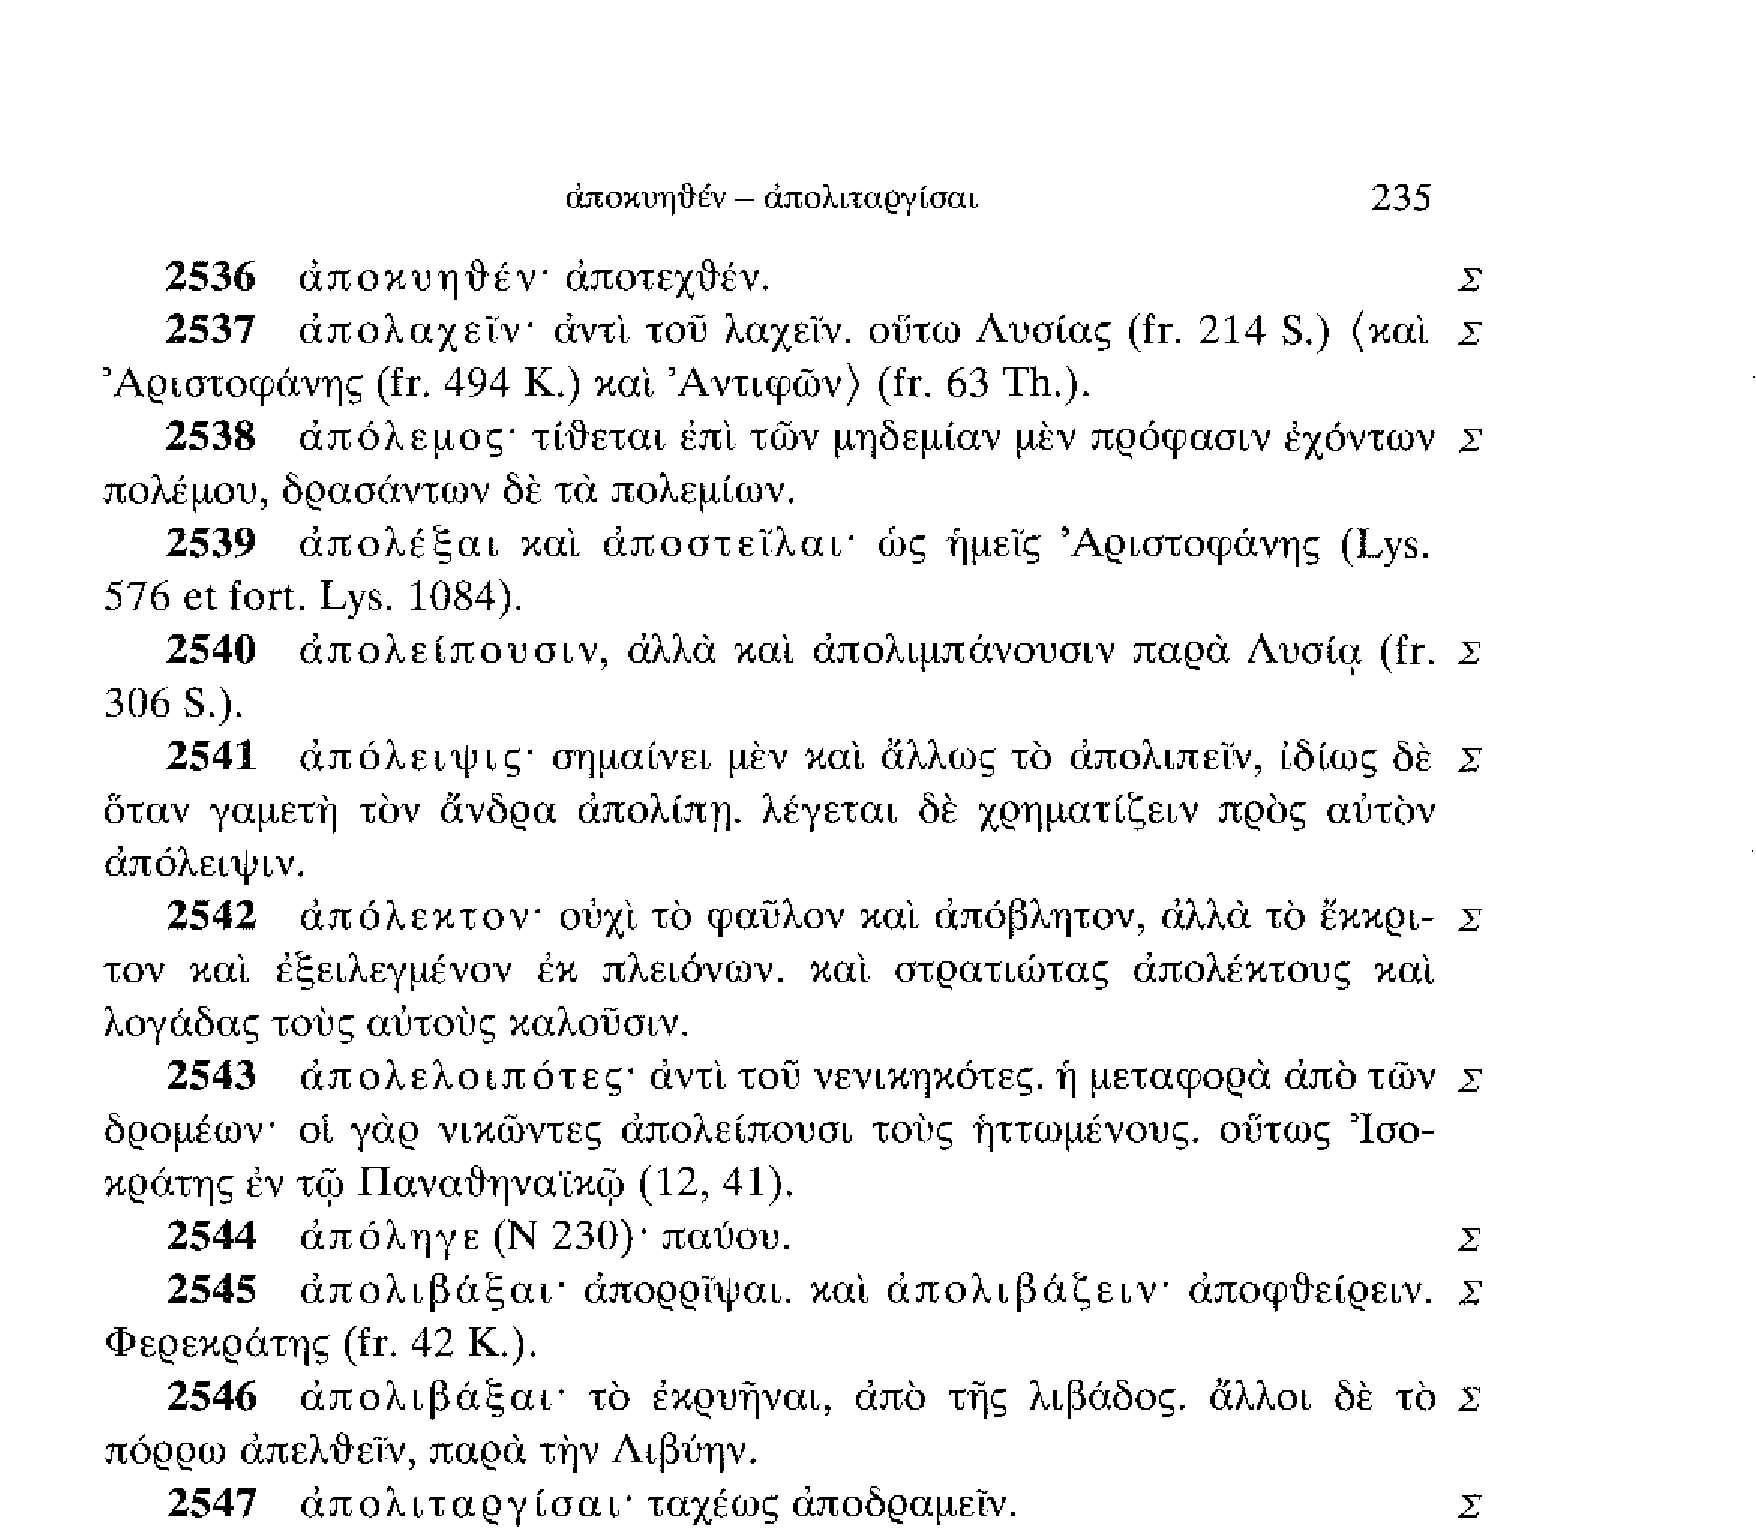 ἀποκυηθέν – ἀπολιταργίσαι 235
2536 ἀποκυηθέν· ἀποτεχθέν. Σ
2537 ἀπολαχεῖν· ἀντὶ τοῦ λαχεῖν. οὕτω Λυσίας (fr. 214 S.) ⟨καὶ Σ
Ἀριστοφάνης (fr. 494 K.) καὶ Ἀντιφῶν⟩ (fr. 63 Th.).
2538 ἀπόλεμος· τίθεται ἐπὶ τῶν μηδεμίαν μὲν πρόφασιν ἐχόντων Σ
πολέμου, δρασάντων δὲ τὰ πολεμίων.
2539 ἀπολέξαι καὶ ἀποστεῖλαι· ὡς ἡμεῖς Ἀριστοφάνης (Lys.
576 et fort. Lys. 1084).
2540 ἀπολείπουσιν, ἀλλὰ καὶ ἀπολιμπάνουσιν παρὰ Λυσίᾳ (fr. Σ
306 S.).
2541 ἀπόλειψις· σημαίνει μὲν καὶ ἄλλως τὸ ἀπολιπεῖν, ἰδίως δὲ Σ
ὅταν γαμετὴ τὸν ἄνδρα ἀπολίπῃ. λέγεται δὲ χρηματίζειν πρὸς αὐτὸν
ἀπόλειψιν.
2542 ἀπόλεκτον· οὐχὶ τὸ φαῦλον καὶ ἀπόβλητον, ἀλλὰ τὸ ἔκκρι- Σ
τον καὶ ἐξειλεγμένον ἐκ πλειόνων. καὶ στρατιώτας ἀπολέκτους καὶ
λογάδας τοὺς αὐτοὺς καλοῦσιν.
2543 ἀπολελοιπότες· ἀντὶ τοῦ νενικηκότες. ἡ μεταφορὰ ἀπὸ τῶν Σ
δρομέων· οἱ γὰρ νικῶντες ἀπολείπουσι τοὺς ἡττωμένους. οὕτως Ἰσο-
κράτης ἐν τῷ Παναθηναϊκῷ (12, 41).
2544 ἀπόληγε (N 230)· παύου. Σ
2545 ἀπολιβάξαι· ἀπορρῖψαι. καὶ ἀπολιβάζειν· ἀποφθείρειν. Σ
Φερεκράτης (fr. 42 K.).
2546 ἀπολιβάξαι· τὸ ἐκρυῆναι, ἀπὸ τῆς λιβάδος. ἄλλοι δὲ τὸ Σ
πόρρω ἀπελθεῖν, παρὰ τὴν Λιβύην.
2547 ἀπολιταργίσαι· ταχέως ἀποδραμεῖν. Σ